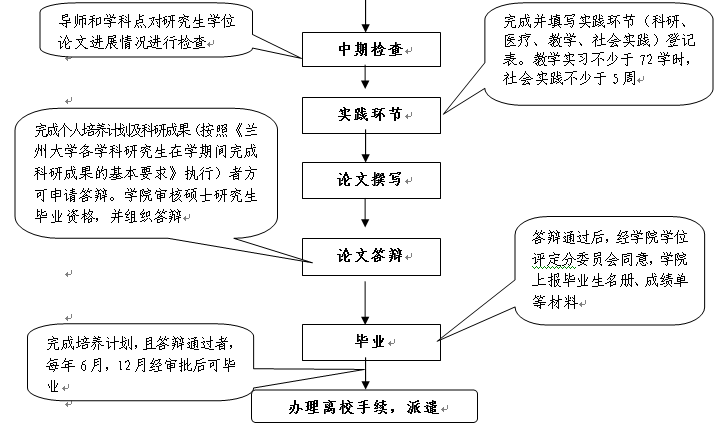 导师和学科点对研究生学位
论文进展情况进行检查
中期检查
完成并填写实践环节（科研、
医疗、教学、社会实践）登记
表。教学实习不少于 72 学时，
社会实践不少于 5 周
实践环节
完成个人培养计划及科研成果（按照《兰
州大学各学科研究生在学期间完成
科研成果的基本要求》执行）者方
可申请答辩。学院审核硕士研究生
毕业资格，并组织答辩
论文撰写
论文答辩
答辩通过后，经学院学位
评定分委员会同意，学院
上报毕业生名册、成绩单
等材料
毕业
完成培养计划，且答辩通过者，
每年 6 月，12 月经审批后可毕
业
办理离校手续，派遣